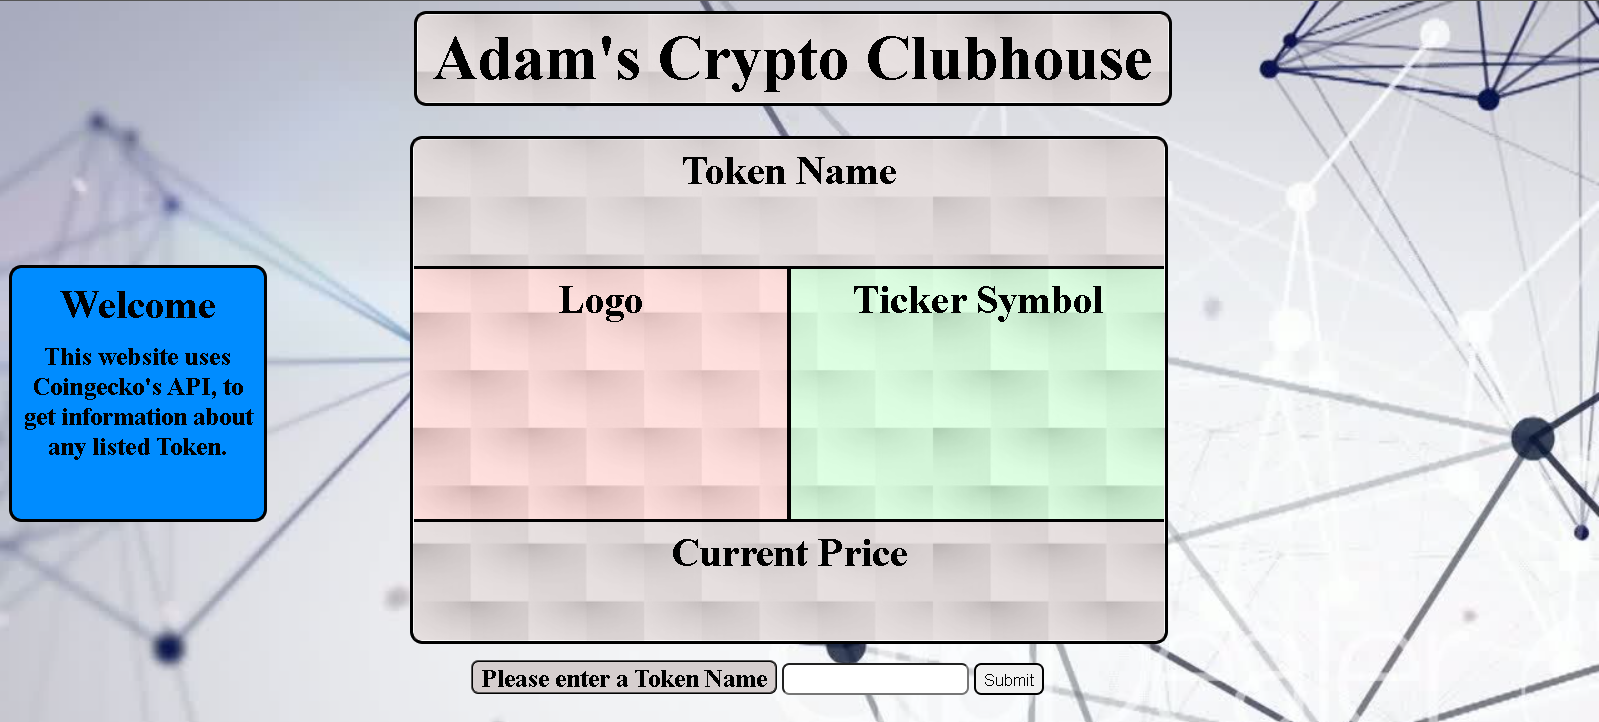 Adam's Crypto Clubhouse
Token Name
Logo
Ticker Symbol
Welcome
This website uses
Coingecko's API, to
get information about
any listed Token.
Current Price
Please enter a Token Name
Submit